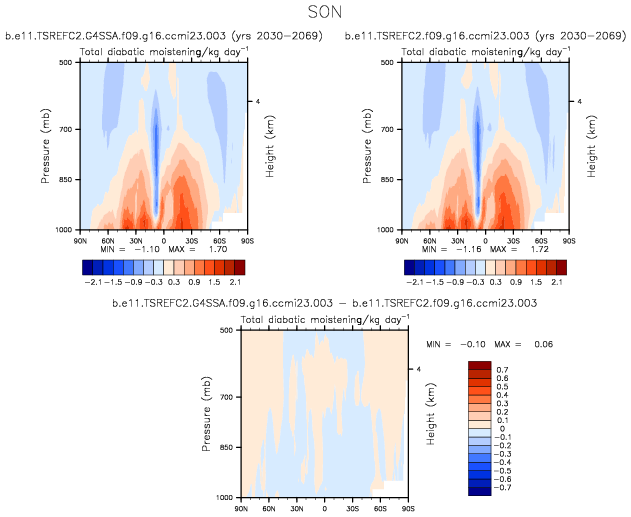 SON
b.e11.TSREFC2.G4SSA.f09.g16.ccmi23.003 (yrs 2030-2069)
b.e11.TSREFC2.f09.g16.ccmi23.003 (yrs 2030-2069)
Total diabatic moistening/kg day⁻¹
Total diabatic moistening/kg day⁻¹
Pressure (mb)
500
700
850
1000
4
Height (km)
90N 60N 30N 0 30S 60S 90S
MIN = -1.10 MAX = 1.70
-2.1 -1.5 -0.9 -0.3 0.3 0.9 1.5 2.1
Pressure (mb)
500
700
850
1000
4
Height (km)
90N 60N 30N 0 30S 60S 90S
MIN = -1.16 MAX = 1.72
-2.1 -1.5 -0.9 -0.3 0.3 0.9 1.5 2.1
b.e11.TSREFC2.G4SSA.f09.g16.ccmi23.003 - b.e11.TSREFC2.f09.g16.ccmi23.003
Total diabatic moistening/kg day⁻¹
Pressure (mb)
500
700
850
1000
4
Height (km)
90N 60N 30N 0 30S 60S 90S
MIN = -0.10 MAX = 0.06
0.7
0.6
0.5
0.4
0.3
0.2
0.1
0
-0.1
-0.2
-0.3
-0.4
-0.5
-0.6
-0.7